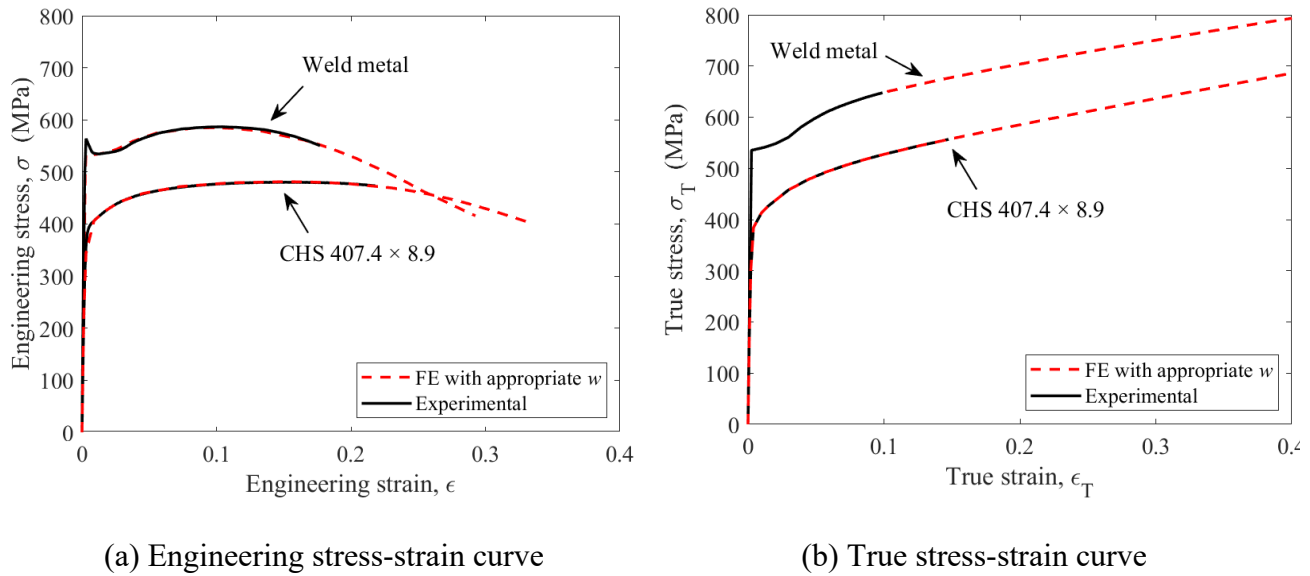 800
700
600
500
400
300
200
100
0
Engineering stress, σ (MPa)
Weld metal
CHS 407.4 × 8.9
FE with appropriate w
Experimental
0
0.1
0.2
0.3
0.4
Engineering strain, ϵ
(a) Engineering stress-strain curve
800
700
600
500
400
300
200
100
0
True stress, σ_T (MPa)
Weld metal
CHS 407.4 × 8.9
FE with appropriate w
Experimental
0
0.1
0.2
0.3
0.4
True strain, ϵ_T
(b) True stress-strain curve